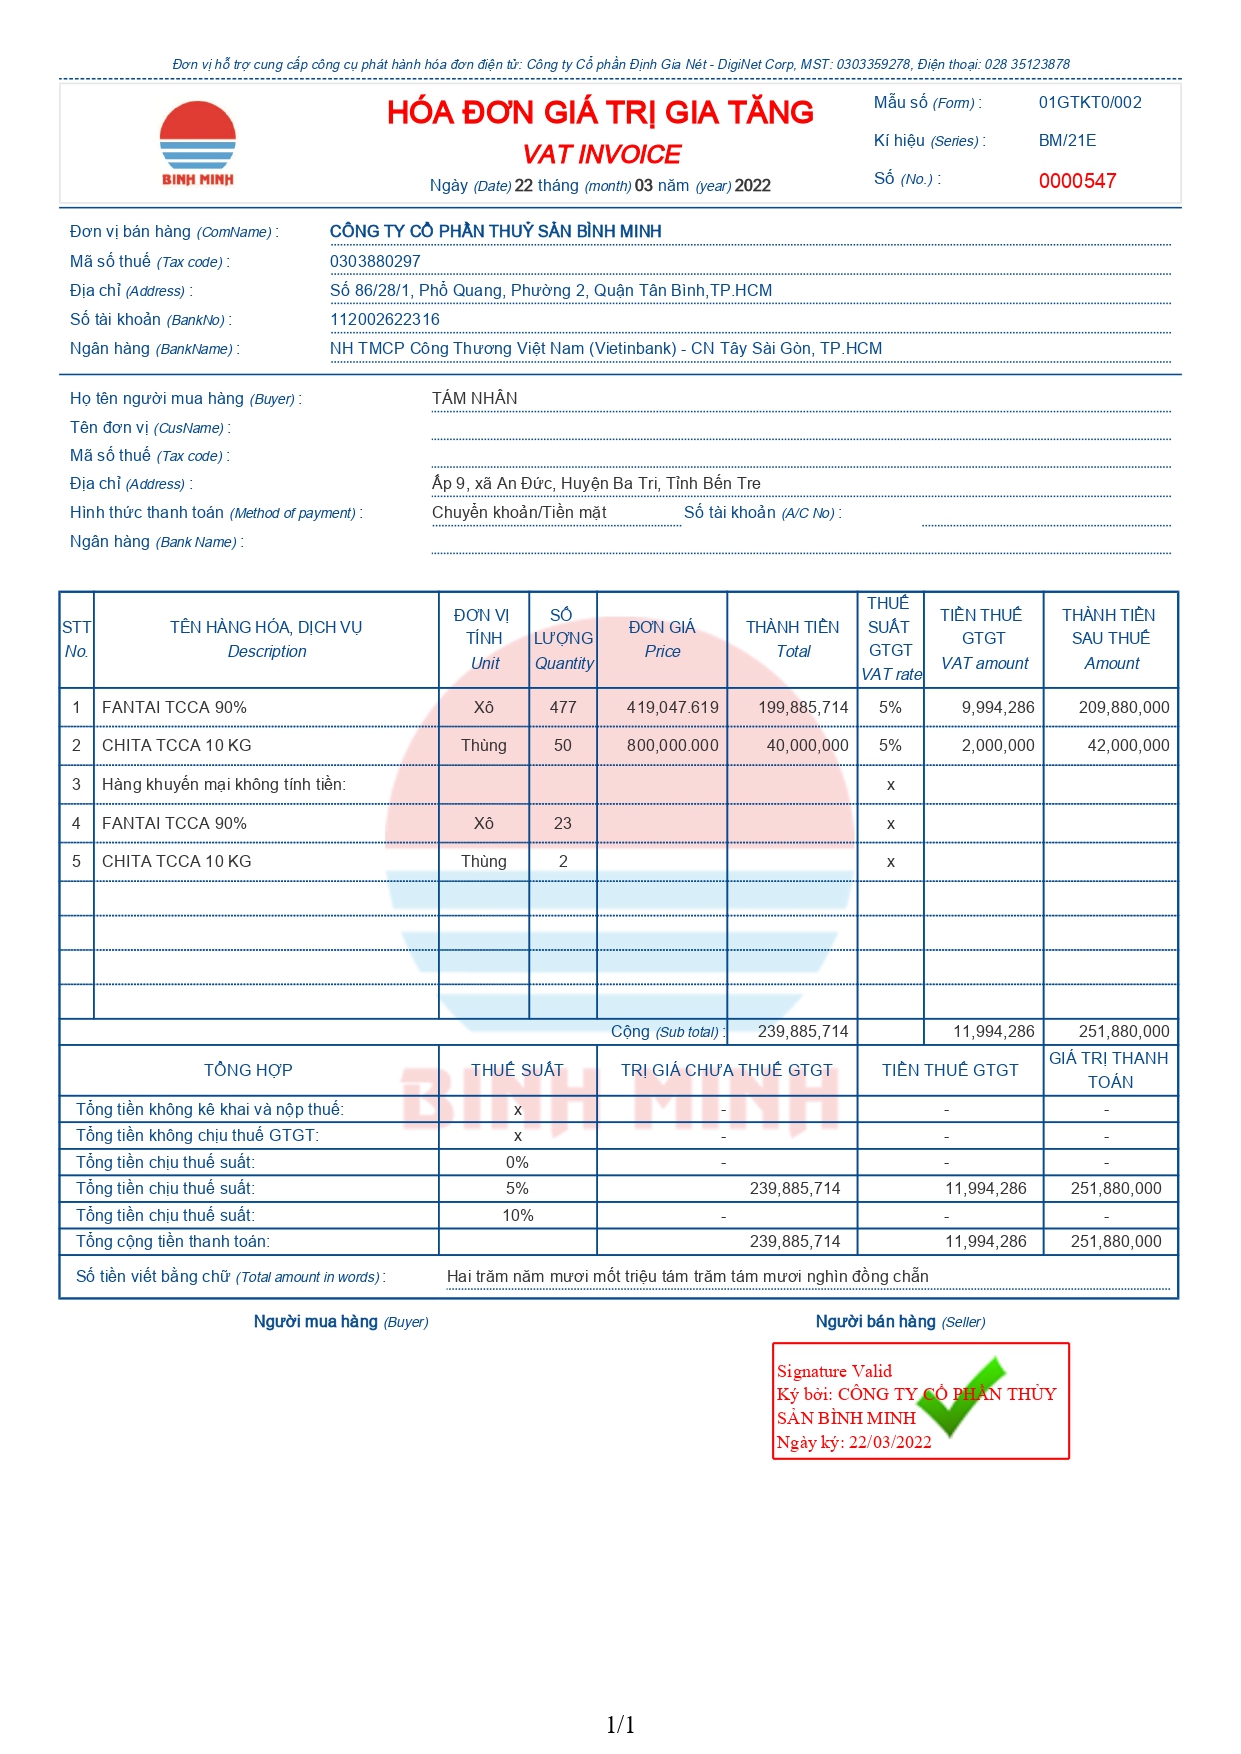 Đơn vị hỗ trợ cung cấp công cụ phát hành hóa đơn điện tử: Công ty Cổ phần Định Gia Nét - DigiNet Corp, MST: 0303359278, Điện thoại: 028 35123878
BINH MINH
HÓA ĐƠN GIÁ TRỊ GIA TĂNG
VAT INVOICE
Ngày (Date) 22 tháng (month) 03 năm (year) 2022
Mẫu số (Form) : 01GTKT0/002
Kí hiệu (Series) : BM/21E
Số (No.) : 0000547
Đơn vị bán hàng (ComName) : CÔNG TY CỔ PHẦN THUỶ SẢN BÌNH MINH
Mã số thuế (Tax code) : 0303880297
Địa chỉ (Address) : Số 86/28/1, Phổ Quang, Phường 2, Quận Tân Bình,TP.HCM
Số tài khoản (BankNo) : 112002622316
Ngân hàng (BankName) : NH TMCP Công Thương Việt Nam (Vietinbank) - CN Tây Sài Gòn, TP.HCM
Họ tên người mua hàng (Buyer) : TÁM NHÂN
Tên đơn vị (CusName) :
Mã số thuế (Tax code) :
Địa chỉ (Address) : Ấp 9, xã An Đức, Huyện Ba Tri, Tỉnh Bến Tre
Hình thức thanh toán (Method of payment) : Chuyển khoản/Tiền mặt Số tài khoản (A/C No) :
Ngân hàng (Bank Name) :
STT No. TÊN HÀNG HÓA, DỊCH VỤ Description ĐƠN VỊ TÍNH Unit SỐ LƯỢNG Quantity ĐƠN GIÁ Price THÀNH TIỀN Total THUẾ SUẤT GTGT VAT rate TIỀN THUẾ GTGT VAT amount THÀNH TIỀN SAU THUẾ Amount
1 FANTAI TCCA 90% Xô 477 419,047.619 199,885,714 5% 9,994,286 209,880,000
2 CHITA TCCA 10 KG Thùng 50 800,000.000 40,000,000 5% 2,000,000 42,000,000
3 Hàng khuyến mại không tính tiền: x
4 FANTAI TCCA 90% Xô 23 x
5 CHITA TCCA 10 KG Thùng 2 x
Cộng (Sub total) : 239,885,714 11,994,286 251,880,000
BINH MINH
TỔNG HỢP THUẾ SUẤT TRỊ GIÁ CHƯA THUẾ GTGT TIỀN THUẾ GTGT GIÁ TRỊ THANH TOÁN
Tổng tiền không kê khai và nộp thuế: x - - -
Tổng tiền không chịu thuế GTGT: x - - -
Tổng tiền chịu thuế suất: 0% - - -
Tổng tiền chịu thuế suất: 5% 239,885,714 11,994,286 251,880,000
Tổng tiền chịu thuế suất: 10% - - -
Tổng cộng tiền thanh toán: 239,885,714 11,994,286 251,880,000
Số tiền viết bằng chữ (Total amount in words) : Hai trăm năm mươi mốt triệu tám trăm tám mươi nghìn đồng chẵn
Người mua hàng (Buyer) Người bán hàng (Seller)
Signature Valid
Ký bởi: CÔNG TY CỔ PHẦN THỦY
SẢN BÌNH MINH
Ngày ký: 22/03/2022
1/1